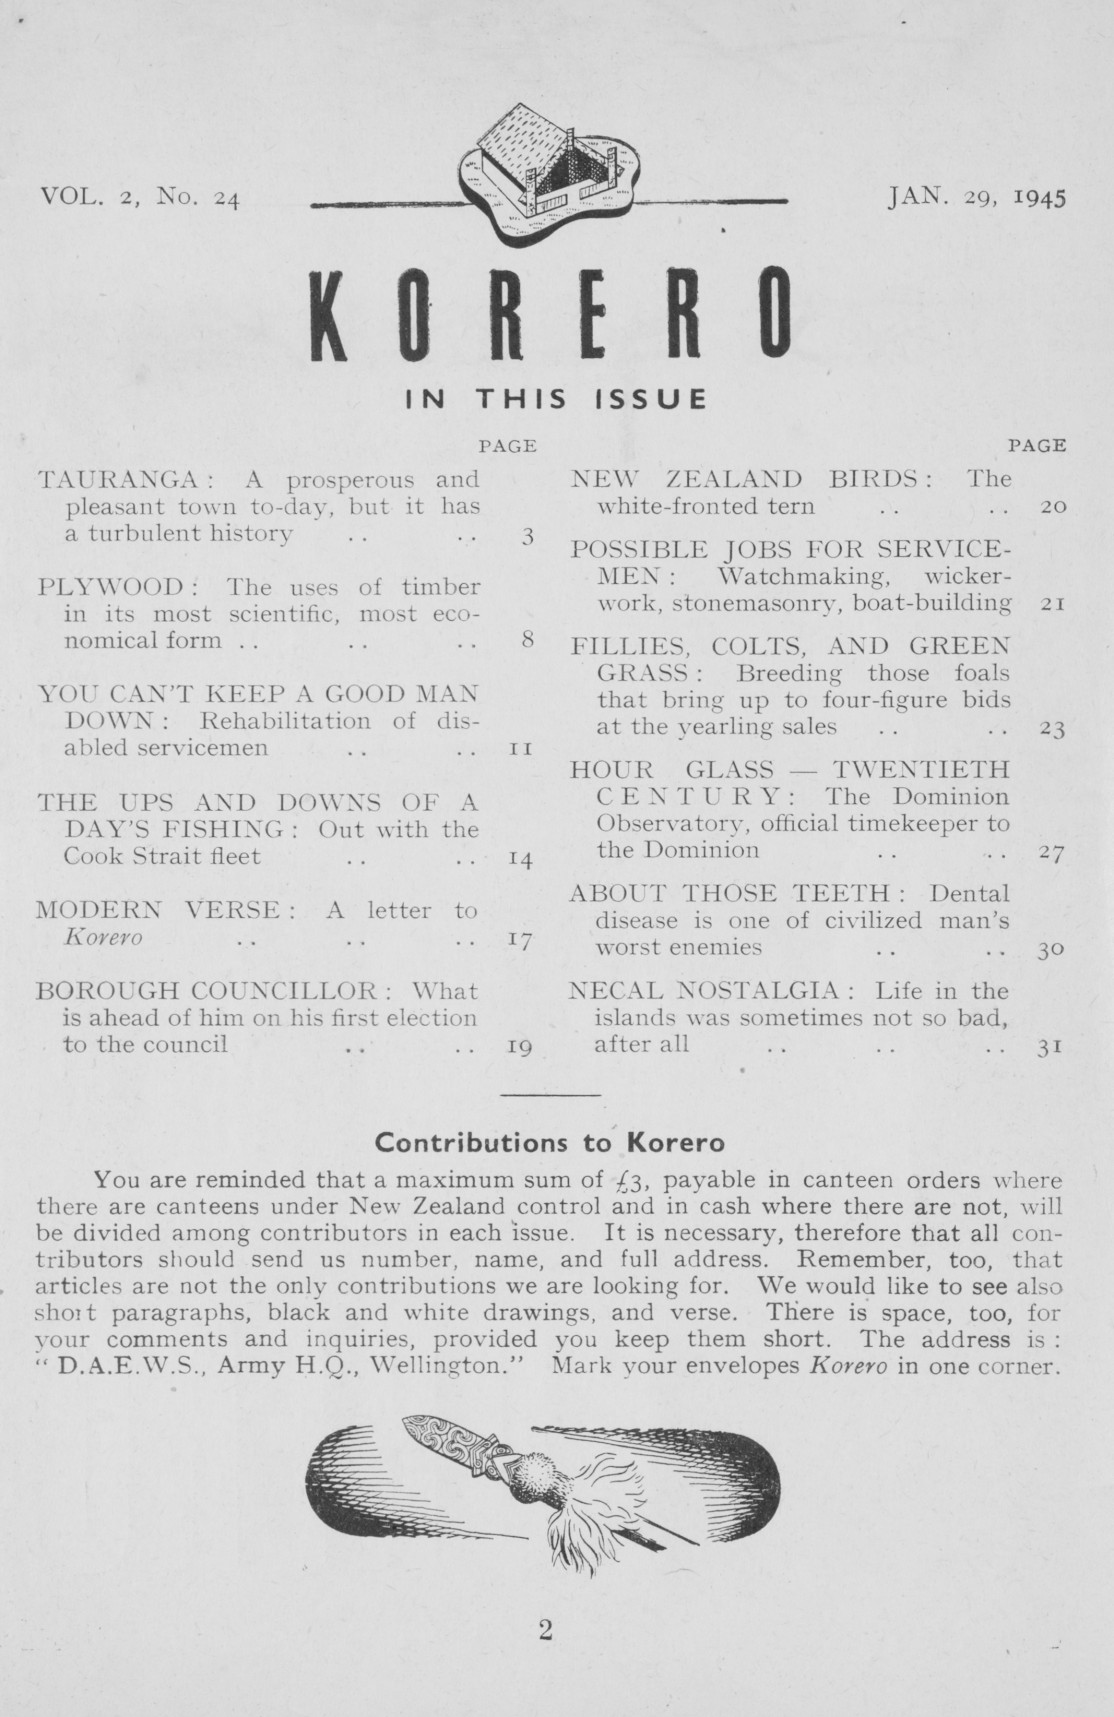 VOL. 2, No. 24
JAN. 29, 1945
KORERO
IN THIS ISSUE
PAGE
TAURANGA : A prosperous and
pleasant town to-day, but it has
a turbulent history . . . . 3
PLYWOOD : The uses of timber
in its most scientific, most eco-
nomical form . . . . . . 8
YOU CAN'T KEEP A GOOD MAN
DOWN : Rehabilitation of dis-
abled servicemen . . . . 11
THE UPS AND DOWNS OF A
DAY'S FISHING : Out with the
Cook Strait fleet . . . . 14
MODERN VERSE : A letter to
Korero . . . . . . 17
BOROUGH COUNCILLOR : What
is ahead of him on his first election
to the council . . . . 19
PAGE
NEW ZEALAND BIRDS : The
white-fronted tern . . . . 20
POSSIBLE JOBS FOR SERVICE-
MEN : Watchmaking, wicker-
work, stonemasonry, boat-building 21
FILLIES, COLTS, AND GREEN
GRASS : Breeding those foals
that bring up to four-figure bids
at the yearling sales . . . . 23
HOUR GLASS — TWENTIETH
CENTURY : The Dominion
Observatory, official timekeeper to
the Dominion . . . . 27
ABOUT THOSE TEETH : Dental
disease is one of civilized man's
worst enemies . . . . 30
NECAL NOSTALGIA : Life in the
islands was sometimes not so bad,
after all . . . . . . 31
Contributions to Korero
You are reminded that a maximum sum of £3, payable in canteen orders where
there are canteens under New Zealand control and in cash where there are not, will
be divided among contributors in each issue. It is necessary, therefore that all con-
tributors should send us number, name, and full address. Remember, too, that
articles are not the only contributions we are looking for. We would like to see also
short paragraphs, black and white drawings, and verse. There is space, too, for
your comments and inquiries, provided you keep them short. The address is :
“ D.A.E.W.S., Army H.Q., Wellington.” Mark your envelopes Korero in one corner.
2